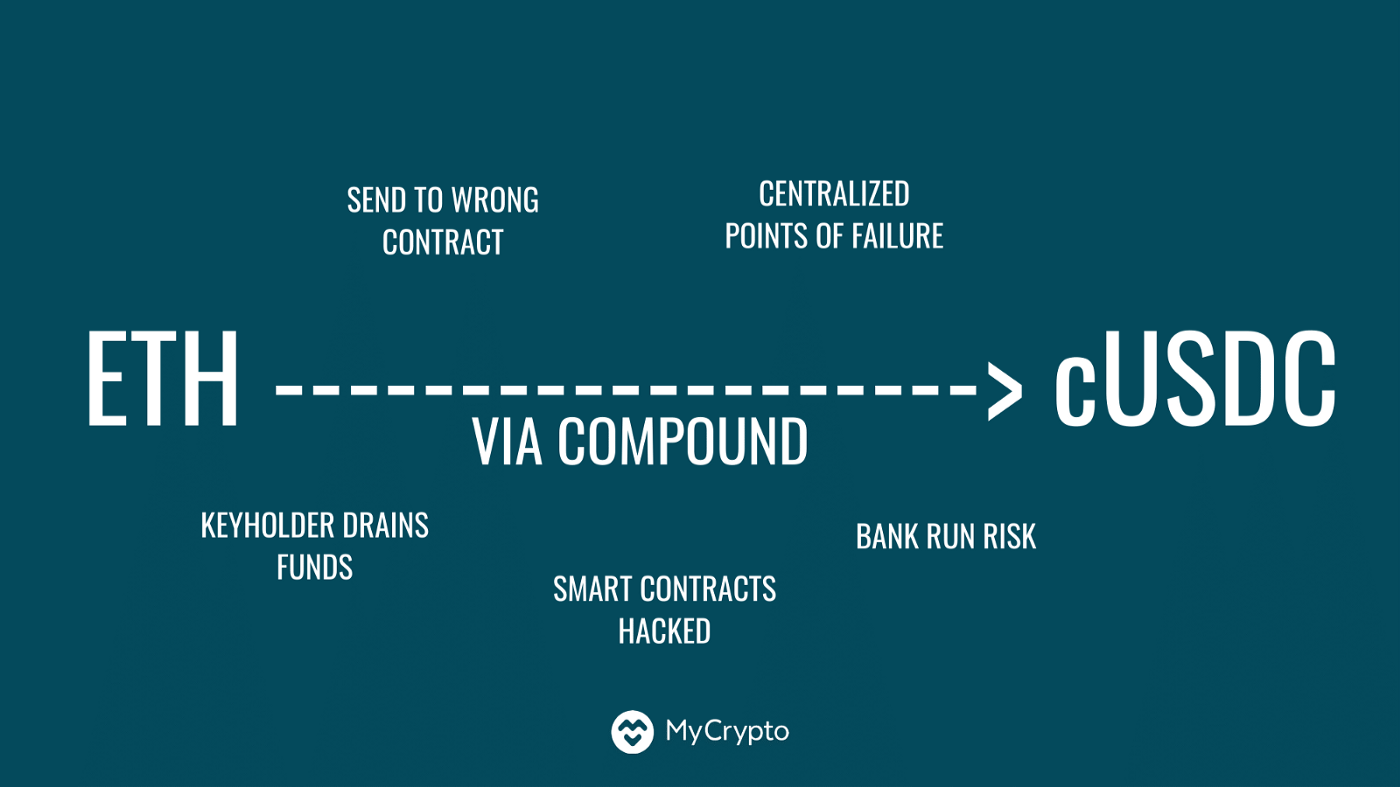 SEND TO WRONG
CONTRACT
CENTRALIZED
POINTS OF FAILURE
ETH
-------------------> cUSDC
VIA COMPOUND
KEYHOLDER DRAINS
FUNDS
SMART CONTRACTS
HACKED
BANK RUN RISK
MyCrypto